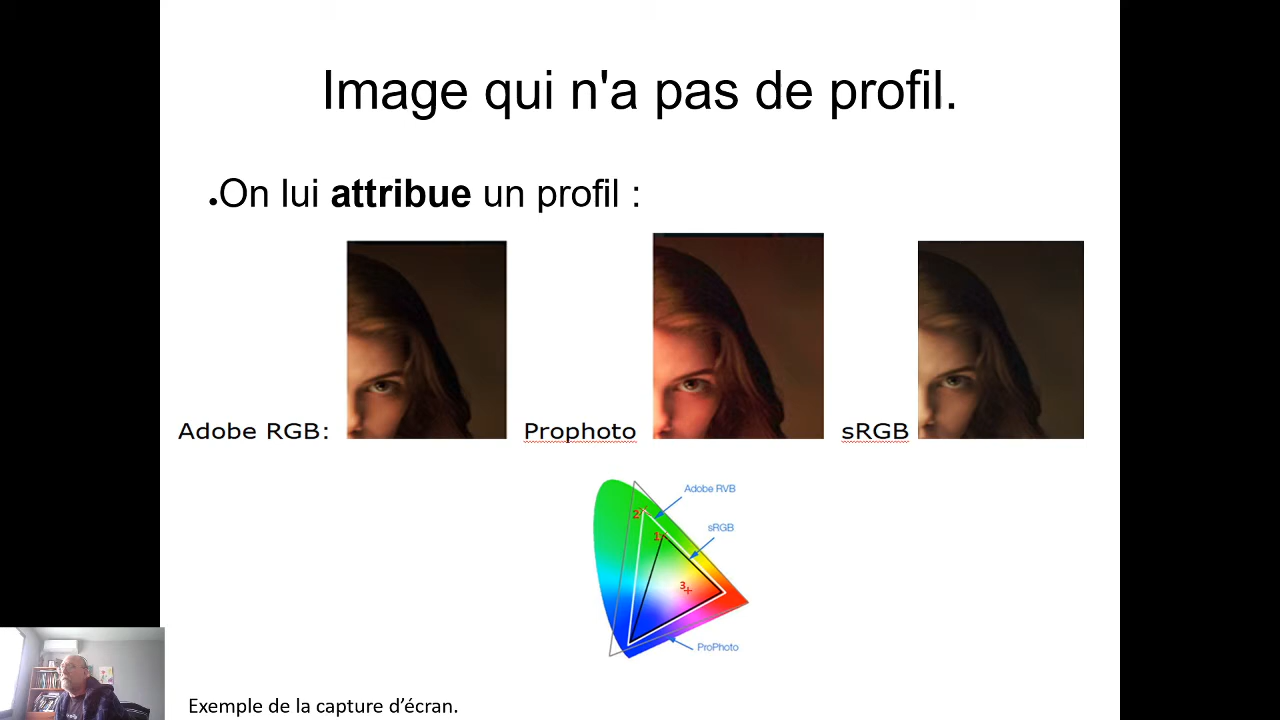 Image qui n'a pas de profil.
•On lui attribue un profil :
Adobe RGB:
Prophoto
sRGB
Adobe RVB
sRGB
2
1
3
ProPhoto
Exemple de la capture d’écran.